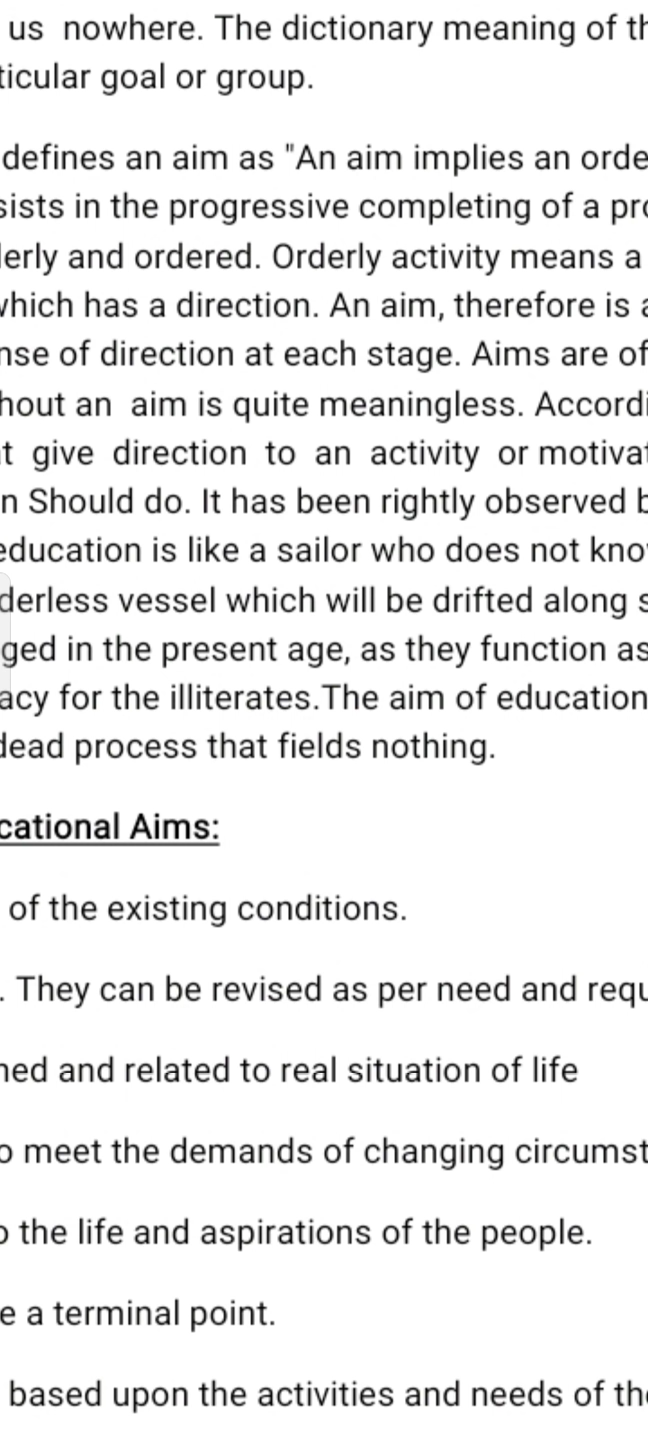 us nowhere. The dictionary meaning of th
ticular goal or group.
defines an aim as "An aim implies an orde
sists in the progressive completing of a pro
lerly and ordered. Orderly activity means a
which has a direction. An aim, therefore is a
nse of direction at each stage. Aims are of
hout an aim is quite meaningless. Accordi
t give direction to an activity or motivat
n Should do. It has been rightly observed b
education is like a sailor who does not kno
derless vessel which will be drifted along s
ged in the present age, as they function as
acy for the illiterates.The aim of education
dead process that fields nothing.
cational Aims:
of the existing conditions.
. They can be revised as per need and requ
ned and related to real situation of life
o meet the demands of changing circumst
o the life and aspirations of the people.
e a terminal point.
based upon the activities and needs of the